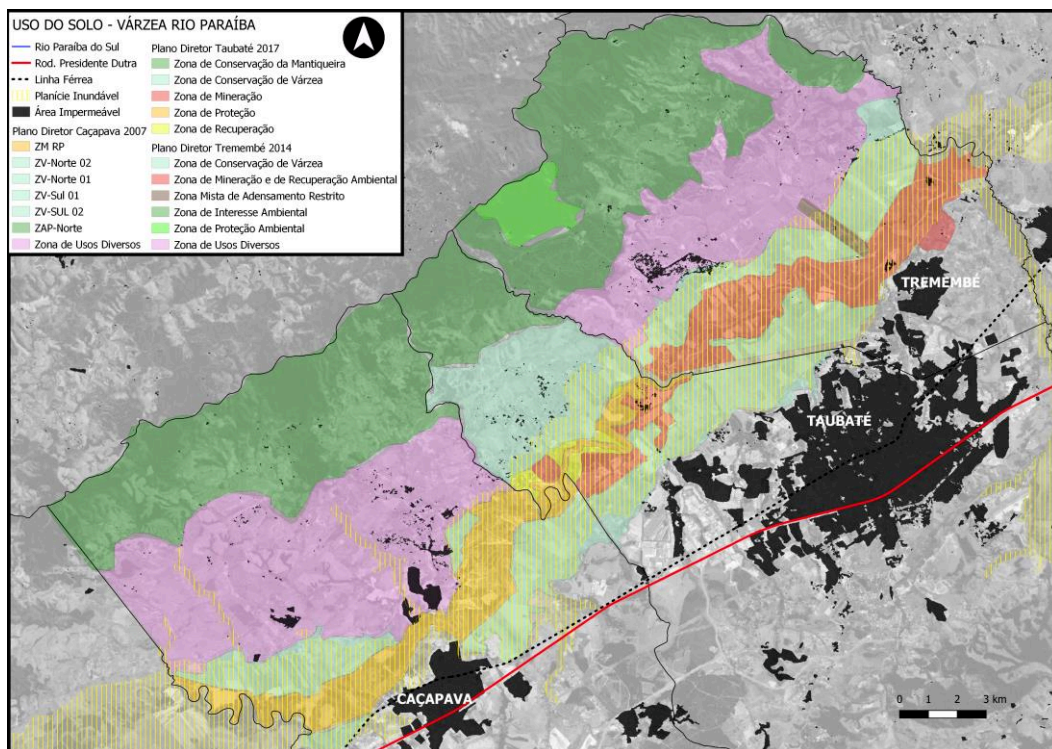 USO DO SOLO - VÁRZEA RIO PARAÍBA
Rio Paraíba do Sul
Rod. Presidente Dutra
Linha Férrea
Planície Inundável
Área Impermeável
Plano Diretor Caçapava 2007
ZM RP
ZV-Norte 02
ZV-Norte 01
ZV-Sul 01
ZV-SUL 02
ZAP-Norte
Zona de Usos Diversos
Plano Diretor Taubaté 2017
Zona de Conservação da Mantiqueira
Zona de Conservação de Várzea
Zona de Mineração
Zona de Proteção
Zona de Recuperação
Plano Diretor Tremembé 2014
Zona de Conservação de Várzea
Zona de Mineração e de Recuperação Ambiental
Zona Mista de Adensamento Restrito
Zona de Interesse Ambiental
Zona de Proteção Ambiental
Zona de Usos Diversos
TREMEMBÉ
TAUBATÉ
CAÇAPAVA
0 1 2 3 km